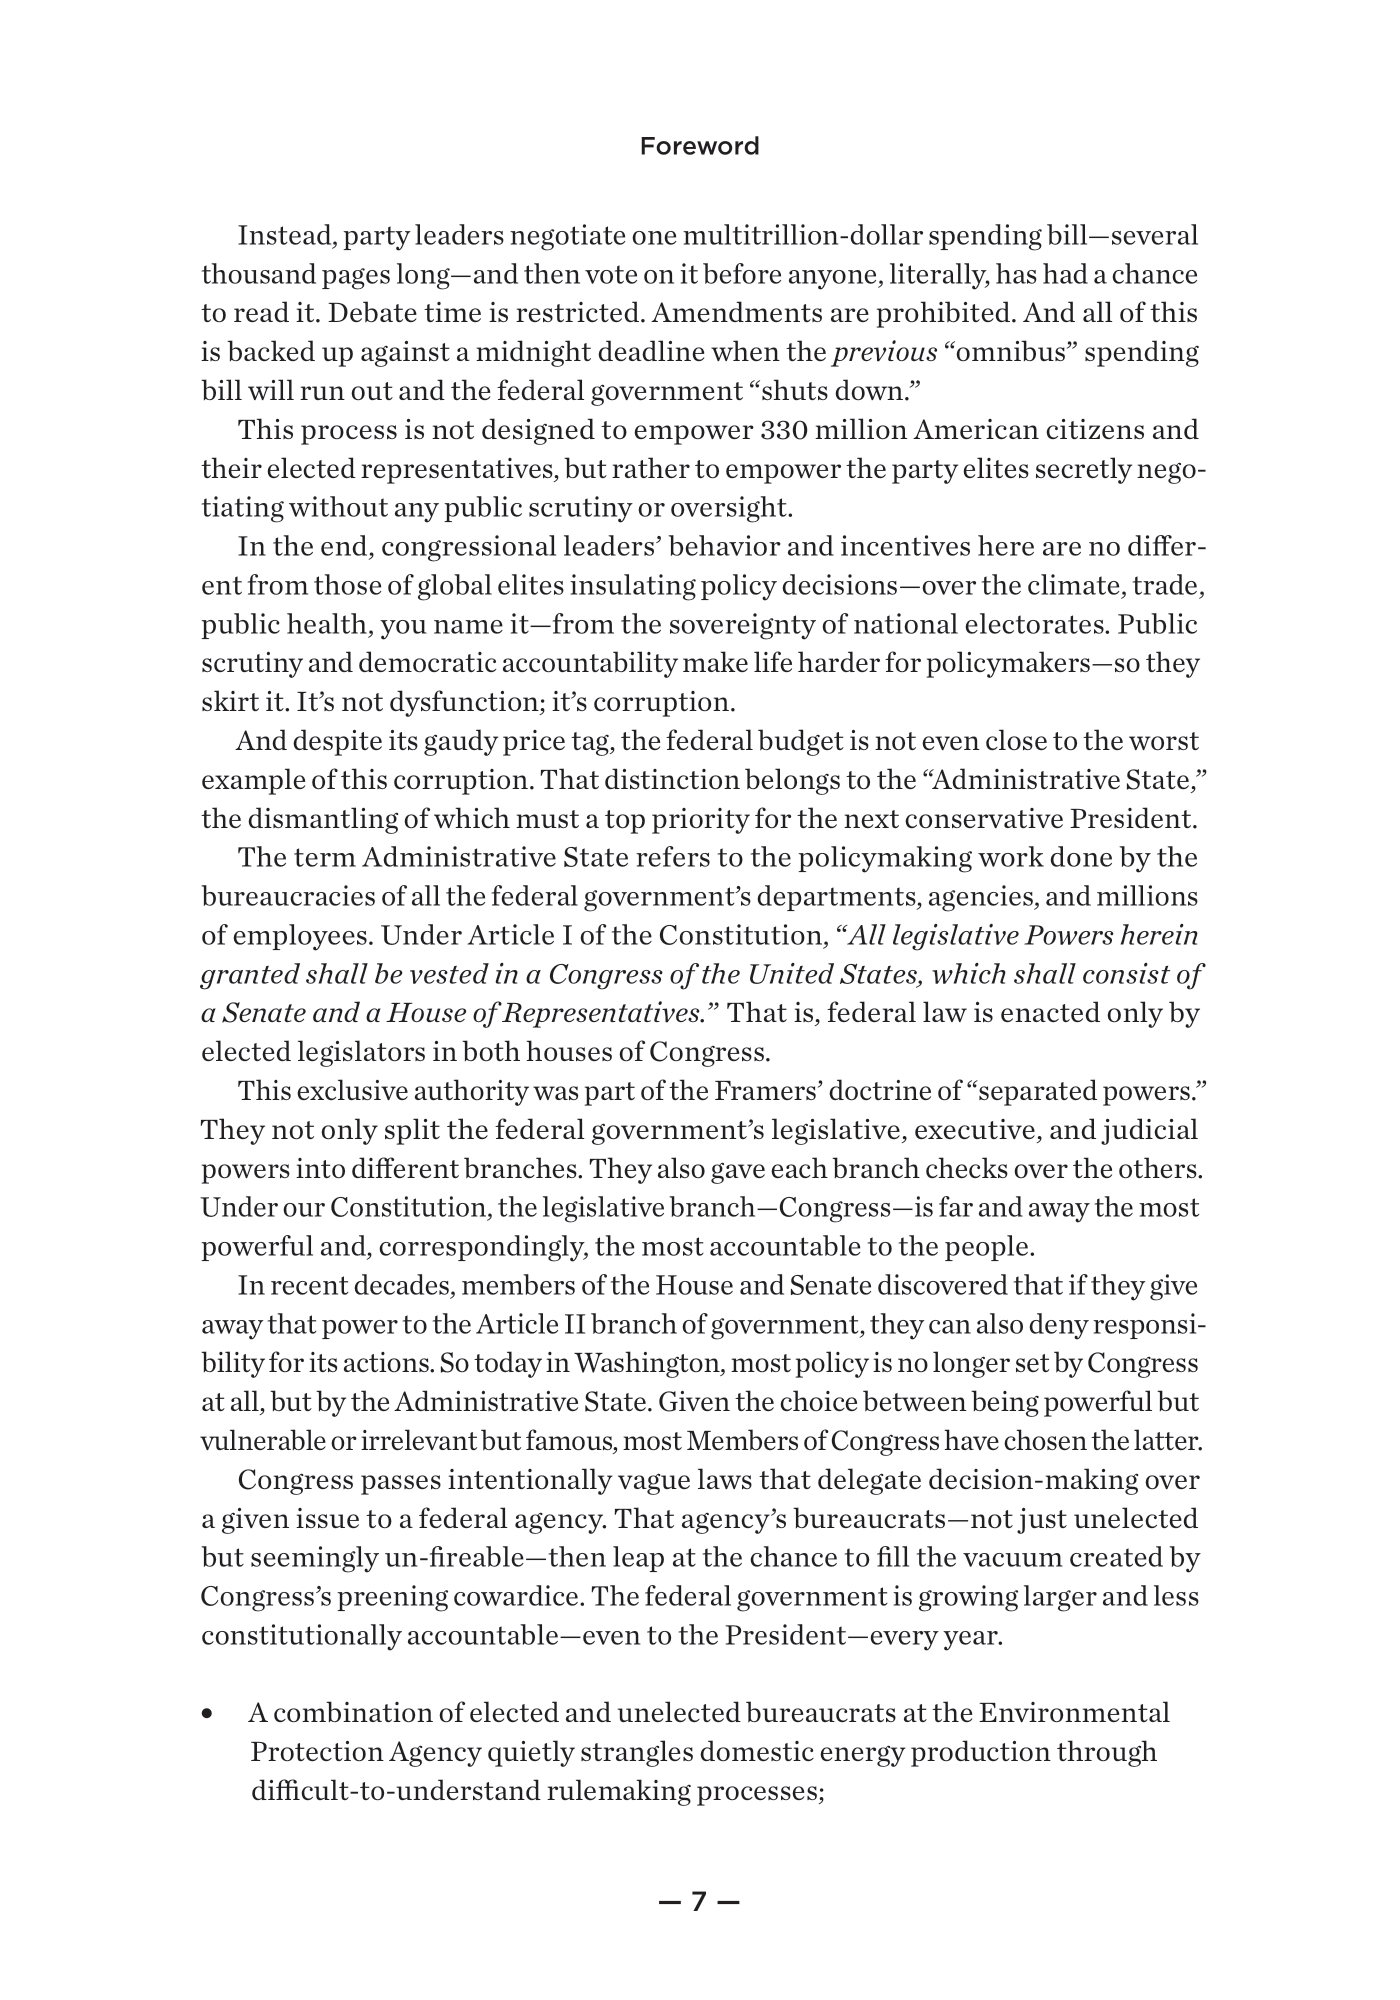 Foreword
Instead, party leaders negotiate one multitrillion-dollar spending bill—several
thousand pages long—and then vote on it before anyone, literally, has had a chance
to read it. Debate time is restricted. Amendments are prohibited. And all of this
is backed up against a midnight deadline when the previous “omnibus” spending
bill will run out and the federal government “shuts down.”
This process is not designed to empower 330 million American citizens and
their elected representatives, but rather to empower the party elites secretly nego-
tiating without any public scrutiny or oversight.
In the end, congressional leaders’ behavior and incentives here are no differ-
ent from those of global elites insulating policy decisions—over the climate, trade,
public health, you name it—from the sovereignty of national electorates. Public
scrutiny and democratic accountability make life harder for policymakers—so they
skirt it. It’s not dysfunction; it’s corruption.
And despite its gaudy price tag, the federal budget is not even close to the worst
example of this corruption. That distinction belongs to the “Administrative State,”
the dismantling of which must a top priority for the next conservative President.
The term Administrative State refers to the policymaking work done by the
bureaucracies of all the federal government’s departments, agencies, and millions
of employees. Under Article I of the Constitution, “All legislative Powers herein
granted shall be vested in a Congress of the United States, which shall consist of
a Senate and a House of Representatives.” That is, federal law is enacted only by
elected legislators in both houses of Congress.
This exclusive authority was part of the Framers’ doctrine of “separated powers.”
They not only split the federal government’s legislative, executive, and judicial
powers into different branches. They also gave each branch checks over the others.
Under our Constitution, the legislative branch—Congress—is far and away the most
powerful and, correspondingly, the most accountable to the people.
In recent decades, members of the House and Senate discovered that if they give
away that power to the Article II branch of government, they can also deny responsi-
bility for its actions. So today in Washington, most policy is no longer set by Congress
at all, but by the Administrative State. Given the choice between being powerful but
vulnerable or irrelevant but famous, most Members of Congress have chosen the latter.
Congress passes intentionally vague laws that delegate decision-making over
a given issue to a federal agency. That agency’s bureaucrats—not just unelected
but seemingly un-fireable—then leap at the chance to fill the vacuum created by
Congress’s preening cowardice. The federal government is growing larger and less
constitutionally accountable—even to the President—every year.
• A combination of elected and unelected bureaucrats at the Environmental
Protection Agency quietly strangles domestic energy production through
difficult-to-understand rulemaking processes;
— 7 —